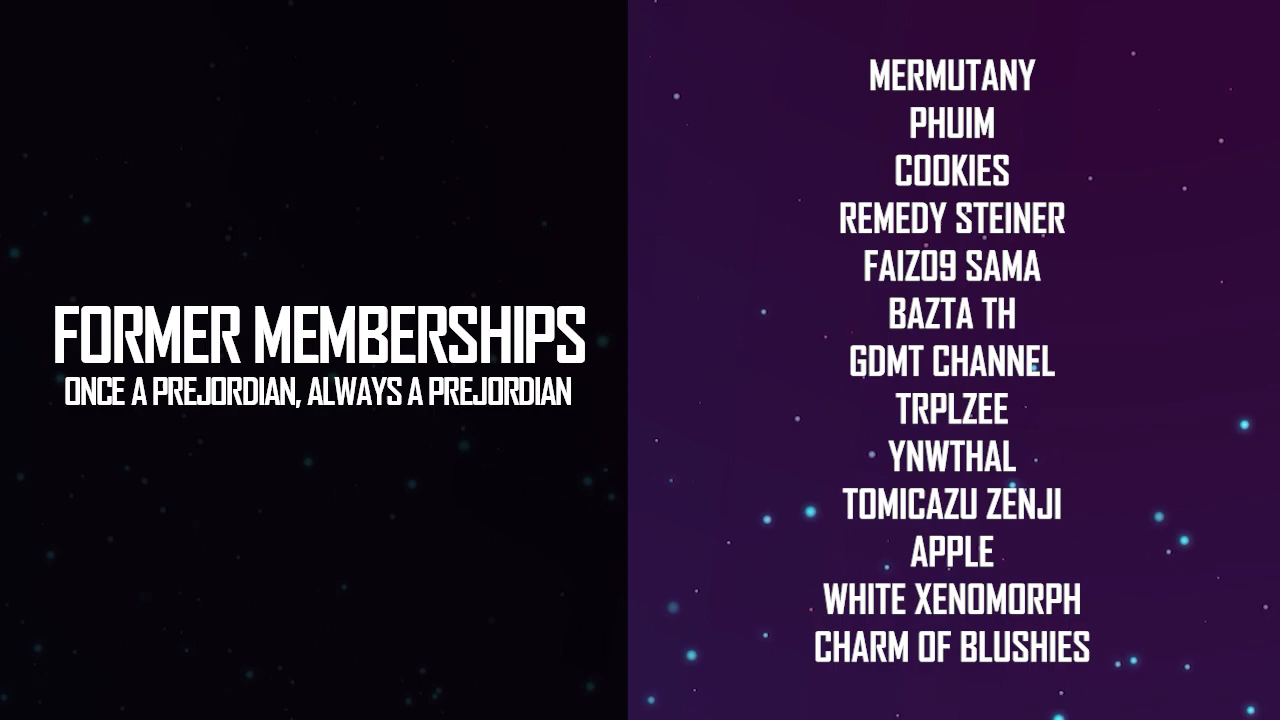 FORMER MEMBERSHIPS
ONCE A PREJORDIAN, ALWAYS A PREJORDIAN
MERMUTANY
PHUIM
COOKIES
REMEDY STEINER
FAIZ09 SAMA
BAZTA TH
GDMT CHANNEL
TRPLZEE
YNWTHAL
TOMICAZU ZENJI
APPLE
WHITE XENOMORPH
CHARM OF BLUSHIES